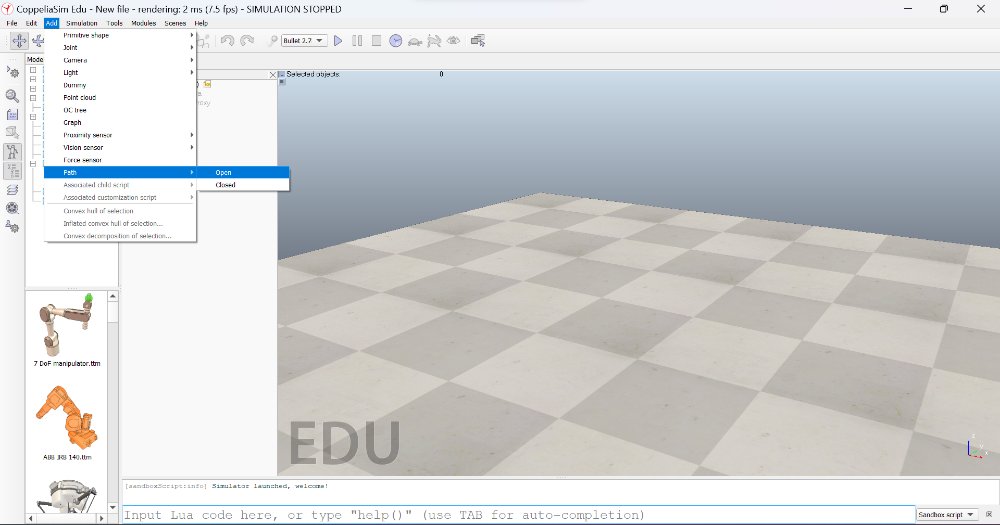 CoppeliaSim Edu - New file - rendering: 2 ms (7.5 fps) - SIMULATION STOPPED
File Edit Add Simulation Tools Modules Scenes Help
Primitive shape
Bullet 2.7
Joint
Mode
Camera
Light
Selected objects: 0
Dummy
Point cloud
roxy
OC tree
Graph
Proximity sensor
Vision sensor
Force sensor
Path
Open
Associated child script
Closed
Associated customization script
Convex hull of selection
Inflated convex hull of selection...
Convex decomposition of selection...
7 DoF manipulator.ttm
ABB IRB 140.ttm
EDU
z
y
x
[sandboxScript:info] Simulator launched, welcome!
Input Lua code here, or type "help()" (use TAB for auto-completion)
Sandbox script